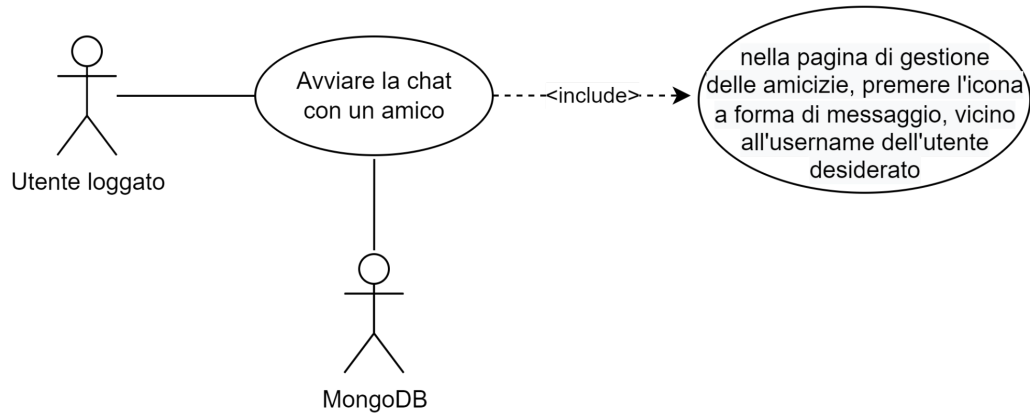 Utente loggato
Avviare la chat
con un amico
<include>
nella pagina di gestione
delle amicizie, premere l'icona
a forma di messaggio, vicino
all'username dell'utente
desiderato
MongoDB